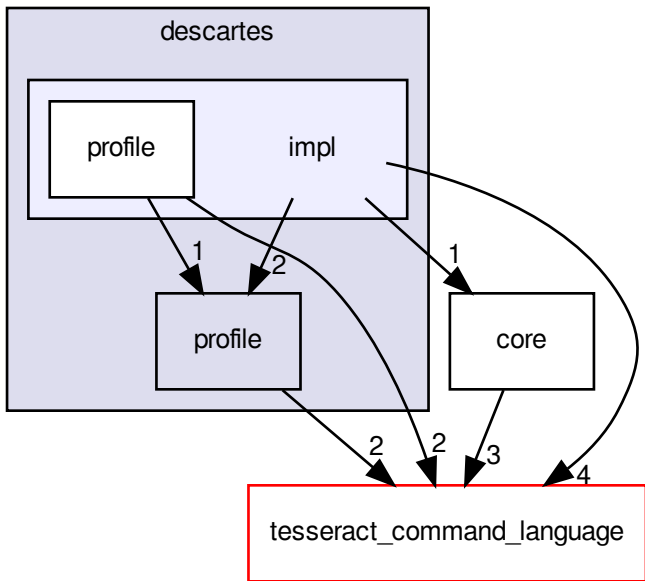 descartes
profile
impl
1
2
1
profile
core
2
2
3
4
tesseract_command_language